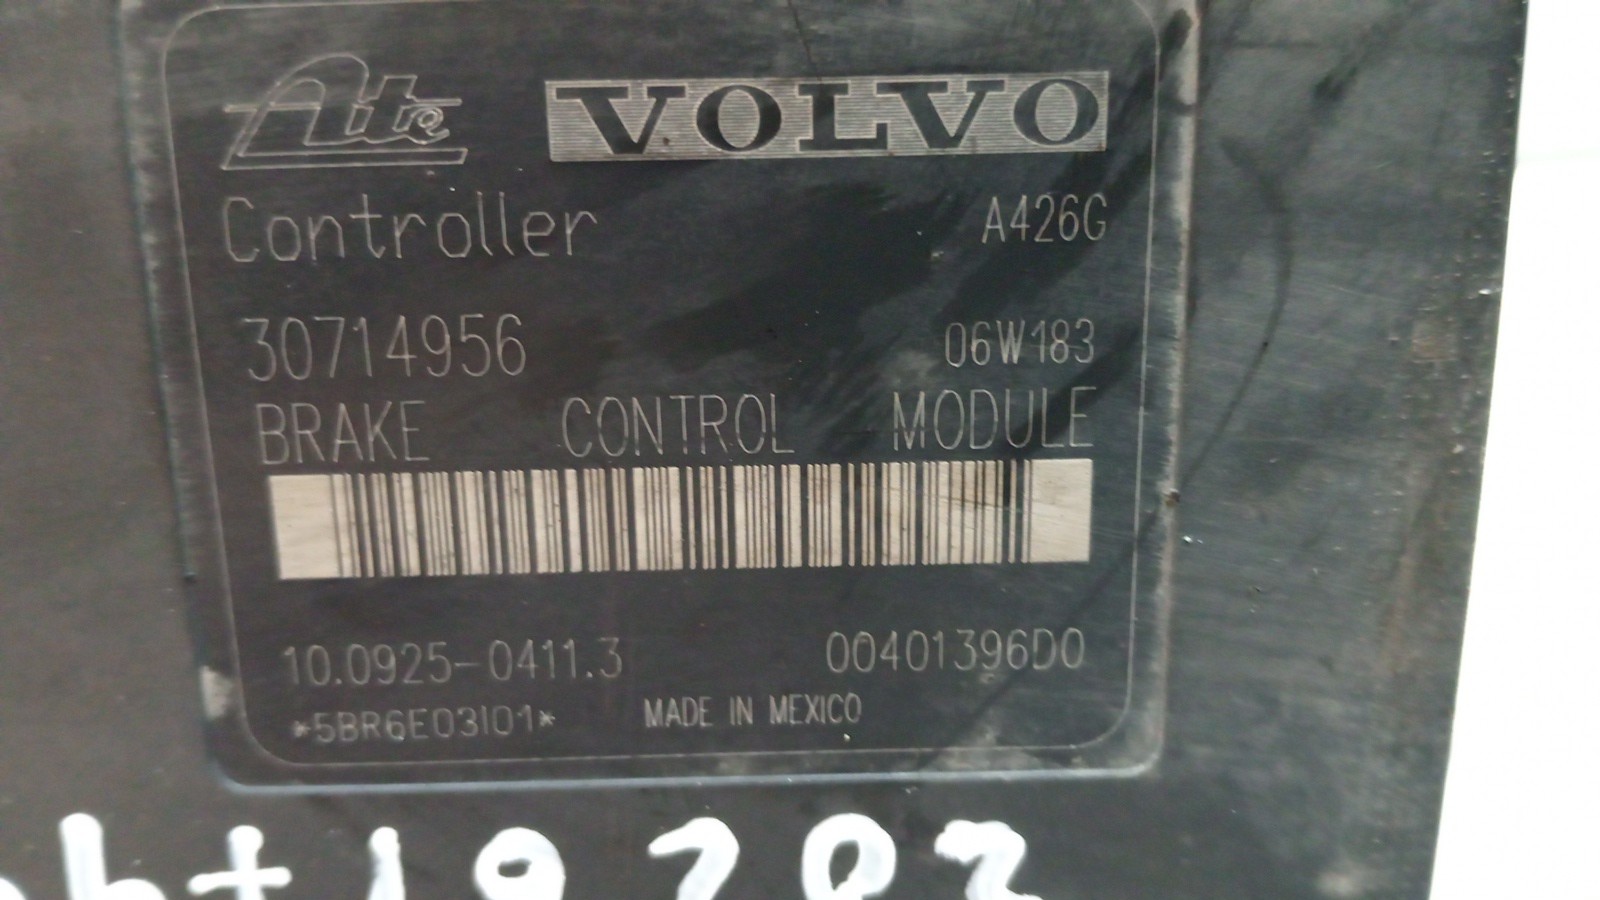 Ate VOLVO
Controller A426G
30714956 06W183
BRAKE CONTROL MODULE
10.0925-0411.3 00401396D0
*5BR6E03I01* MADE IN MEXICO